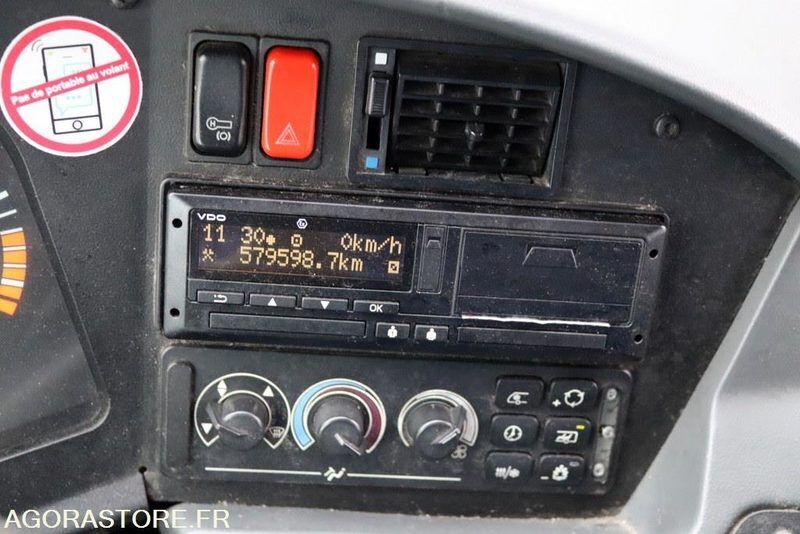 Pas de portable au volant
VDO
11 30 0km/h
579598.7km
OK
AGORASTORE.FR